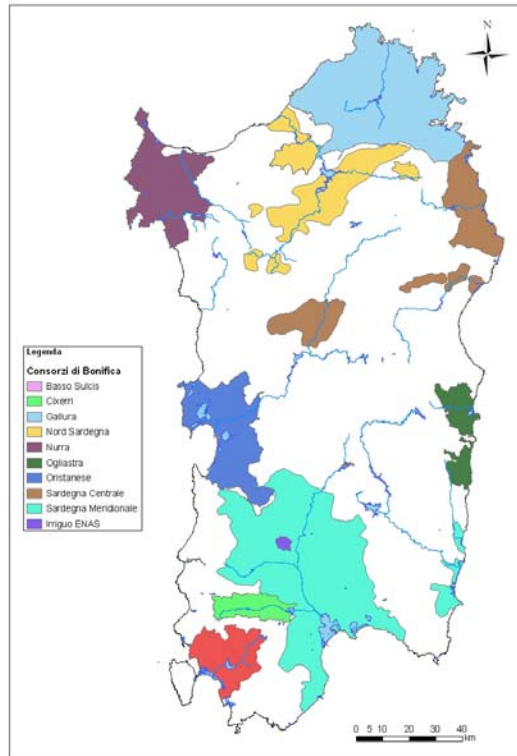 N
Legenda
Consorzi di Bonifica
Basso Sulcis
Cixerri
Gallura
Nord Sardegna
Nurra
Ogliastra
Oristanese
Sardegna Centrale
Sardegna Meridionale
Irriguo ENAS
0 5 10 20 30 40
km